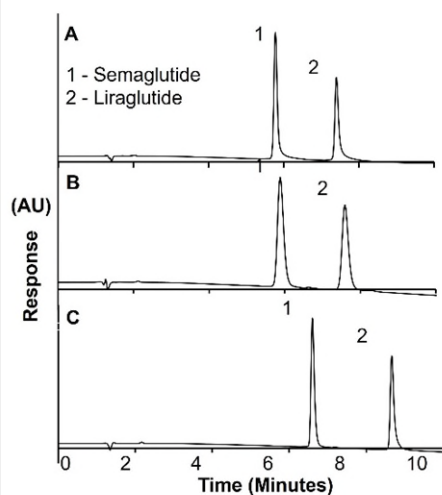 A
1
1 - Semaglutide
2
2 - Liraglutide
B
2
(AU)
Response
1
C
2
0 2 4 6 8 10
Time (Minutes)